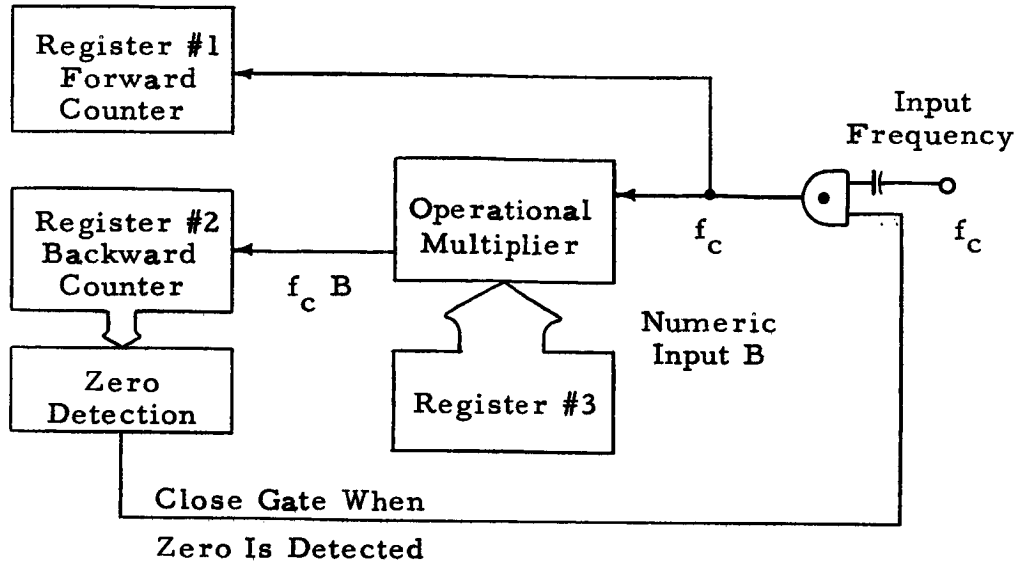 Register #1
Forward
Counter
Input
Frequency
Operational
Multiplier
f_c
f_c
Register #2
Backward
Counter
f_c B
Numeric
Input B
Zero
Detection
Register #3
Close Gate When
Zero Is Detected